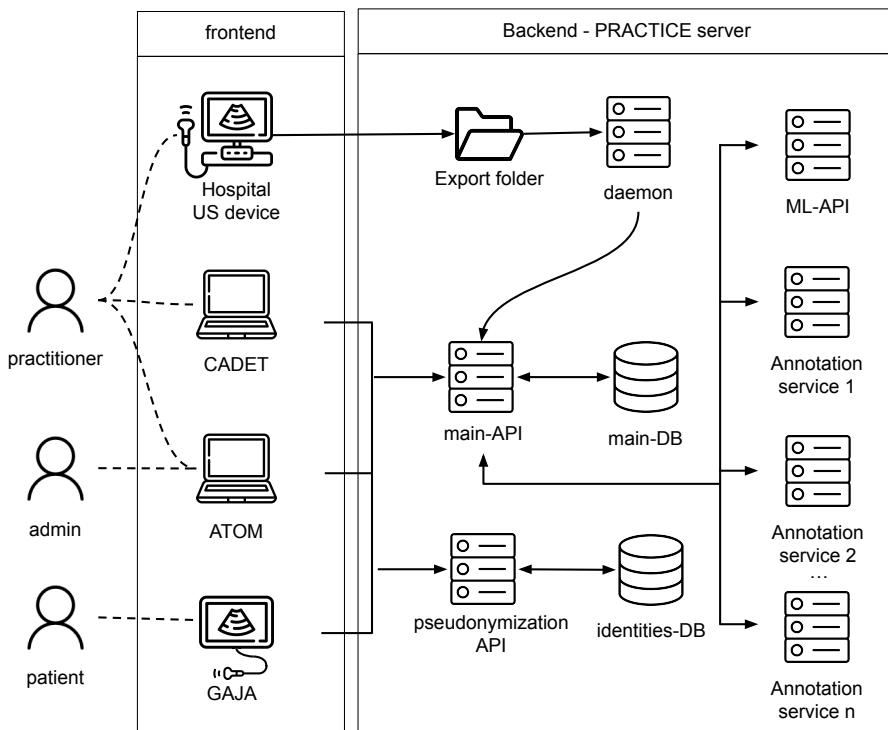 frontend
Backend - PRACTICE server
Hospital
US device
Export folder
daemon
ML-API
practitioner
CADET
main-API
main-DB
Annotation
service 1
admin
ATOM
Annotation
service 2
...
patient
GAJA
pseudonymization
API
identities-DB
Annotation
service n